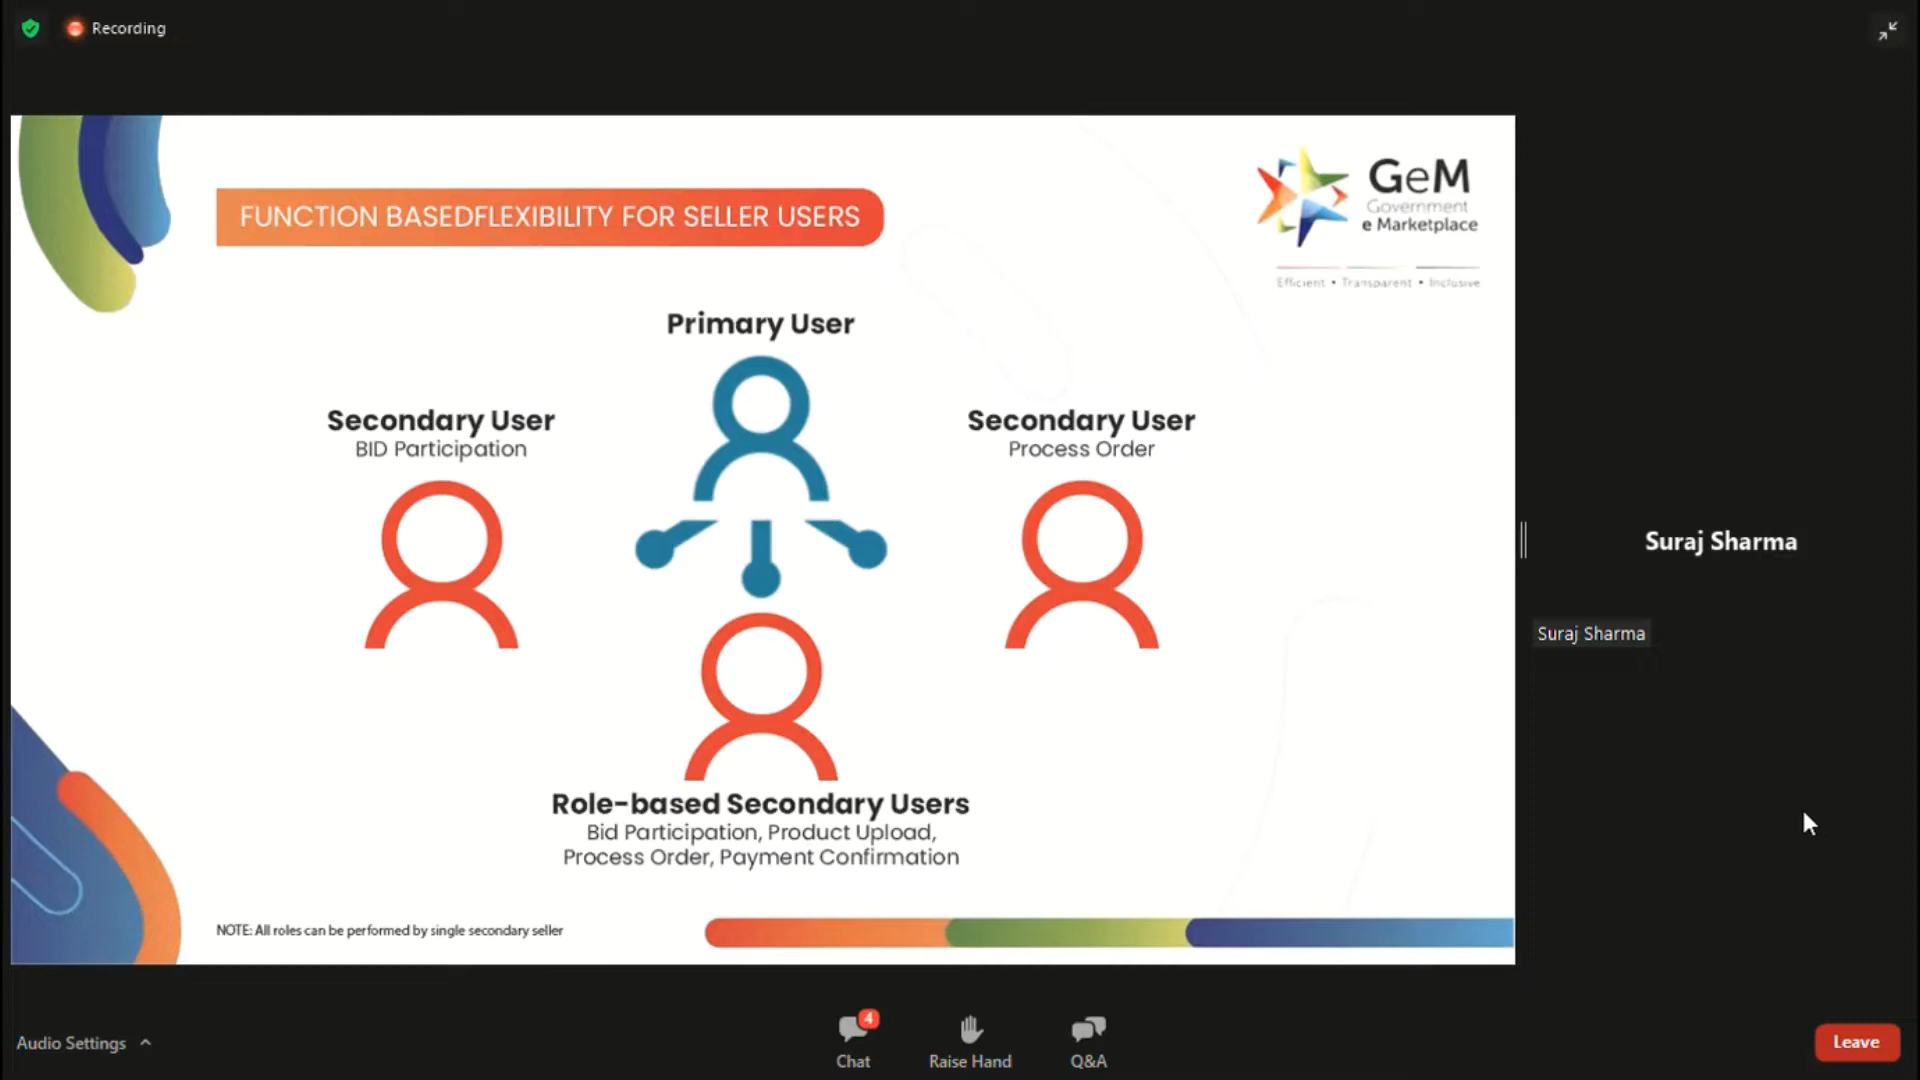 Recording
FUNCTION BASEDFLEXIBILITY FOR SELLER USERS
GeM
Government
e Marketplace
Efficient • Transparent • Inclusive
Primary User
Secondary User
BID Participation
Secondary User
Process Order
Suraj Sharma
Suraj Sharma
Role-based Secondary Users
Bid Participation, Product Upload,
Process Order, Payment Confirmation
NOTE: All roles can be performed by single secondary seller
Audio Settings
4
Chat
Raise Hand
Q&A
Leave